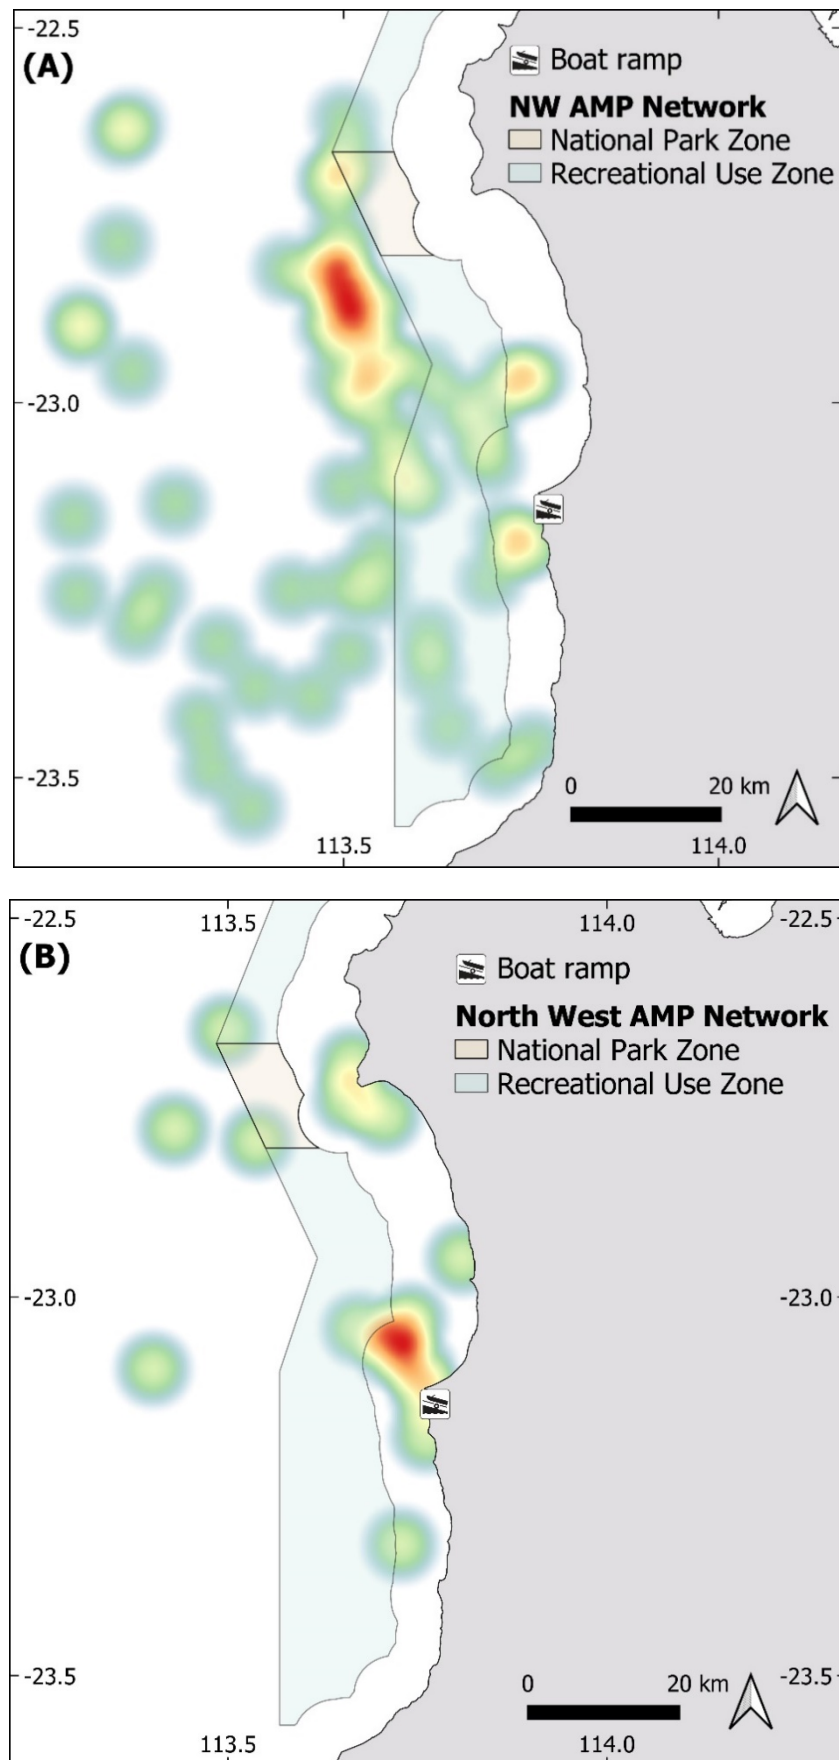 -22.5
(A)
Boat ramp
NW AMP Network
National Park Zone
Recreational Use Zone
-23.0
-23.5
0 20 km
113.5 114.0
-22.5 113.5 114.0 -22.5
(B)
Boat ramp
North West AMP Network
National Park Zone
Recreational Use Zone
-23.0 -23.0
-23.5 0 20 km -23.5
113.5 114.0